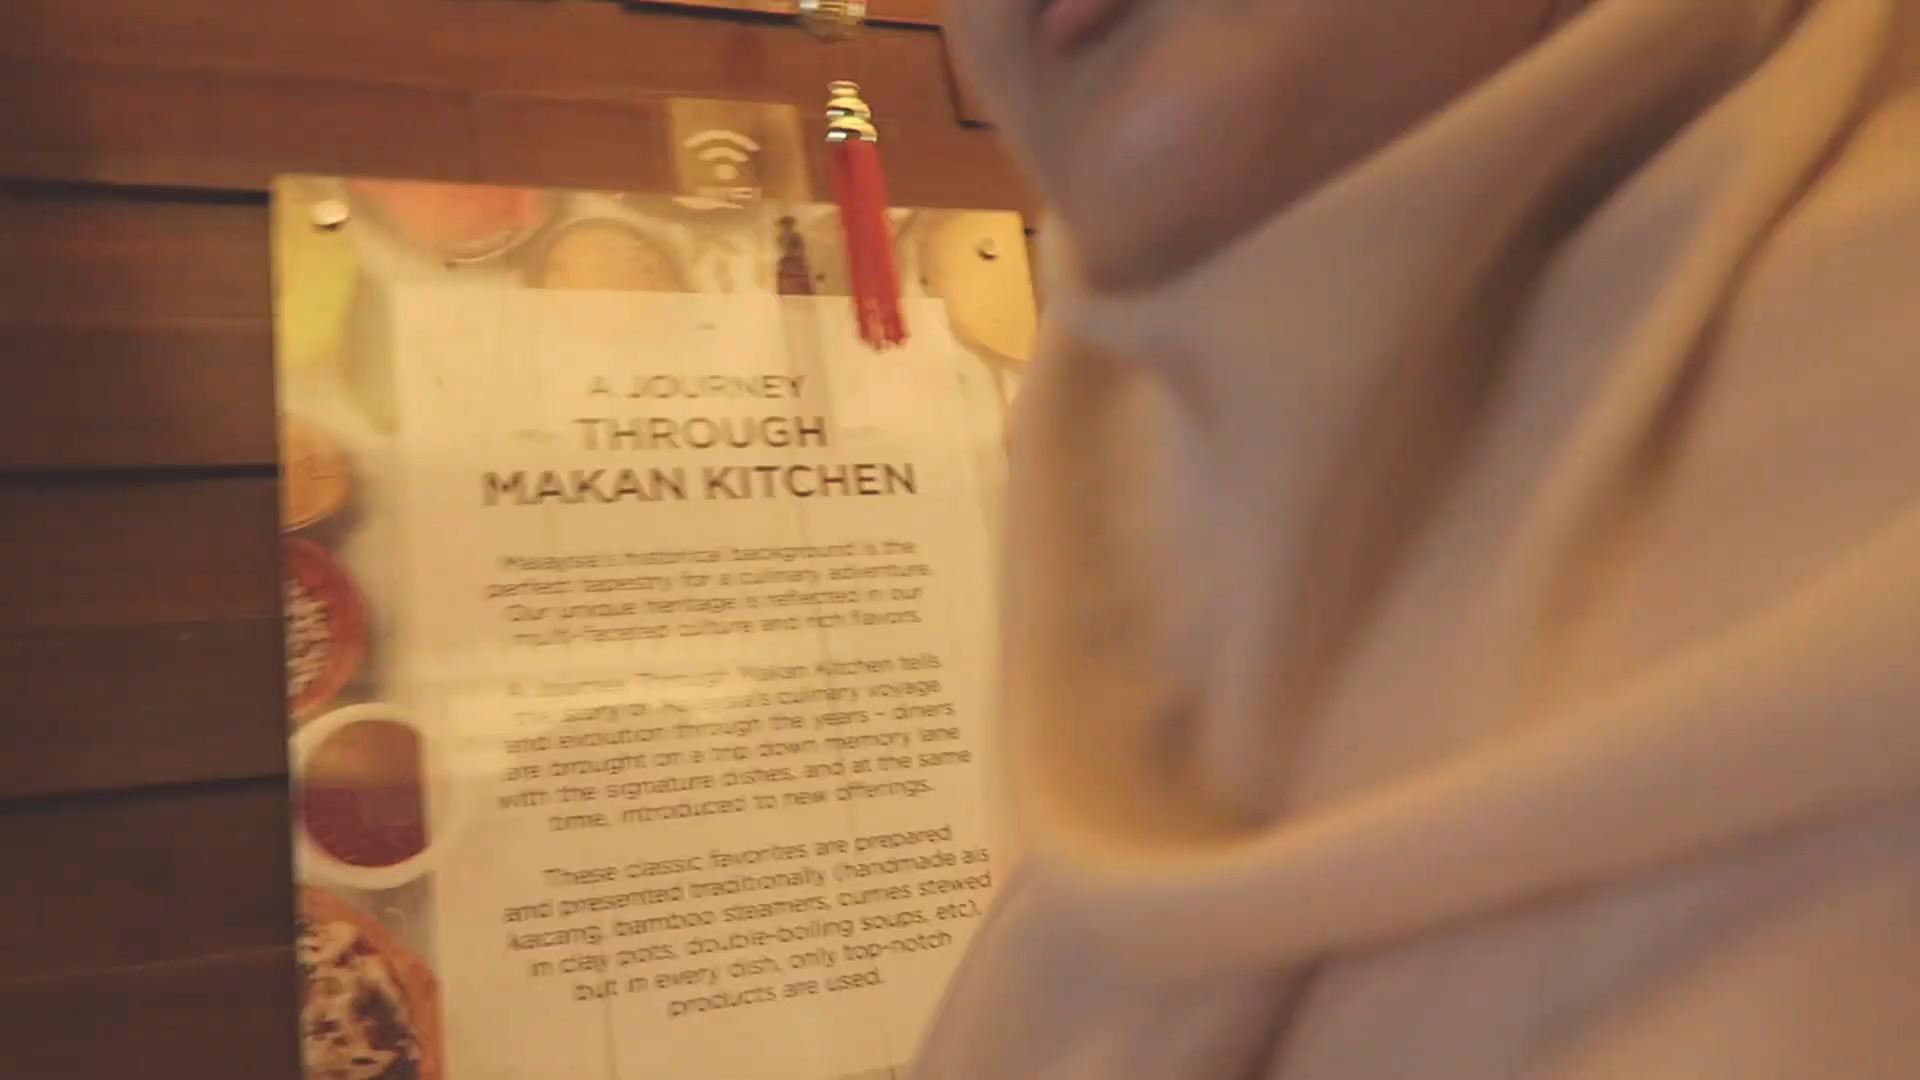 A JOURNEY
THROUGH
MAKAN KITCHEN
Malaysia's historical background is the
perfect tapestry for a culinary adventure.
Our unique heritage is reflected in our
multi-faceted culture and rich flavors.
A Journey Through Makan Kitchen tells
the story of Malaysia's culinary voyage
and evolution through the years - diners
are brought on a trip down memory lane
with the signature dishes, and at the same
time, introduced to new offerings.
These classic favorites are prepared
and presented traditionally (handmade ais
kacang, bamboo steamers, curries stewed
in clay pots, double-boiling soups, etc),
but in every dish, only top-notch
products are used.